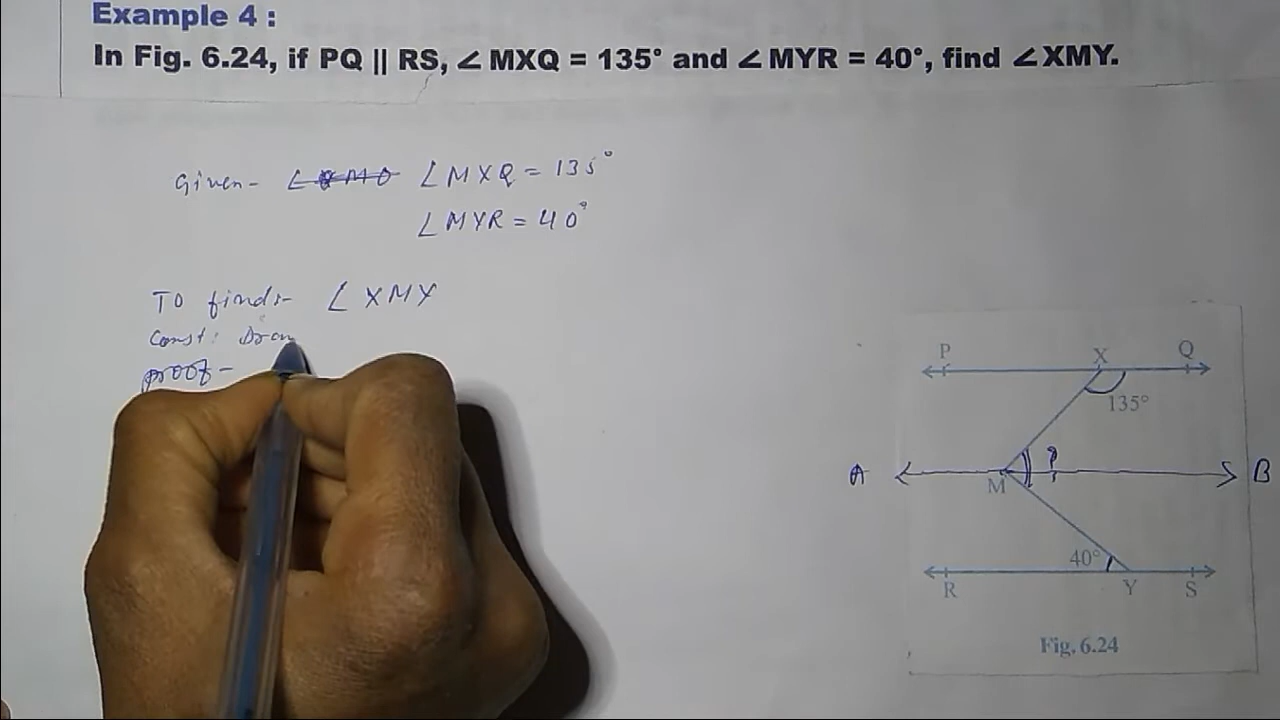 Example 4 :
In Fig. 6.24, if PQ || RS, ∠ MXQ = 135° and ∠ MYR = 40°, find ∠ XMY.
Given- ∠ MXQ = 135°
∠ MYR = 40°
To find:- ∠ XMY
Const: Draw
proof-
P X Q
135°
A M ? B
40°
R Y S
Fig. 6.24